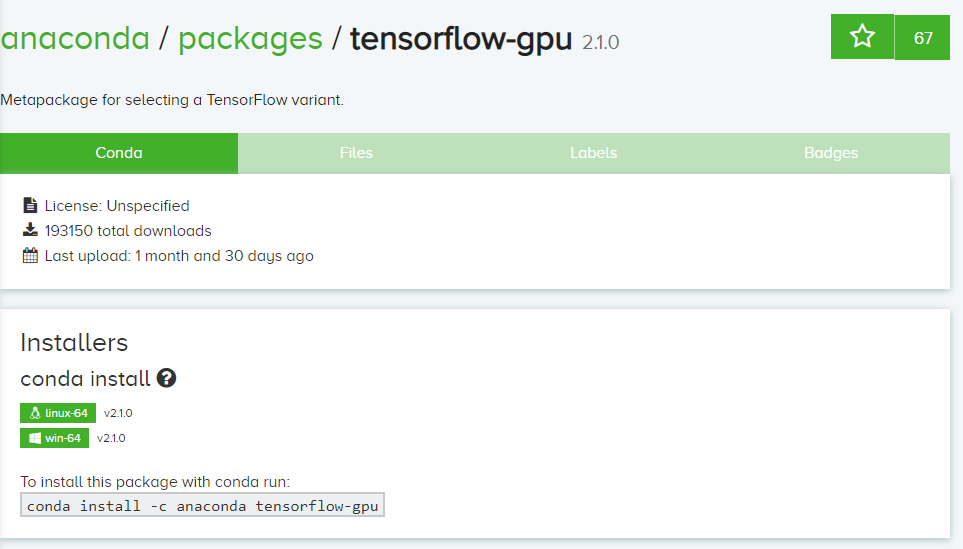 anaconda / packages / tensorflow-gpu 2.1.0
67
Metapackage for selecting a TensorFlow variant.
Conda Files Labels Badges
License: Unspecified
193150 total downloads
Last upload: 1 month and 30 days ago
Installers
conda install ?
linux-64 v2.1.0
win-64 v2.1.0
To install this package with conda run:
conda install -c anaconda tensorflow-gpu